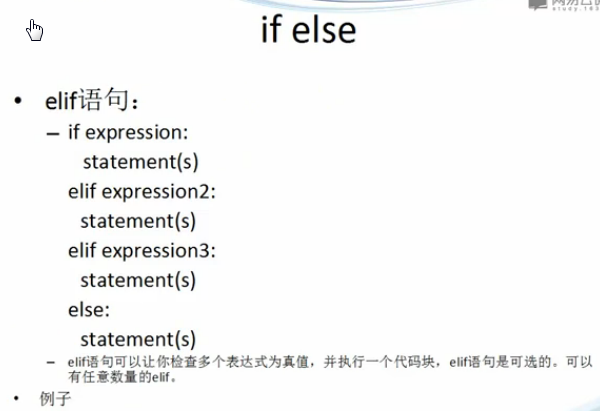 if else
• elif语句：
– if expression:
statement(s)
elif expression2:
statement(s)
elif expression3:
statement(s)
else:
statement(s)
– elif语句可以让你检查多个表达式为真值，并执行一个代码块，elif语句是可选的。可以
有任意数量的elif。
• 例子